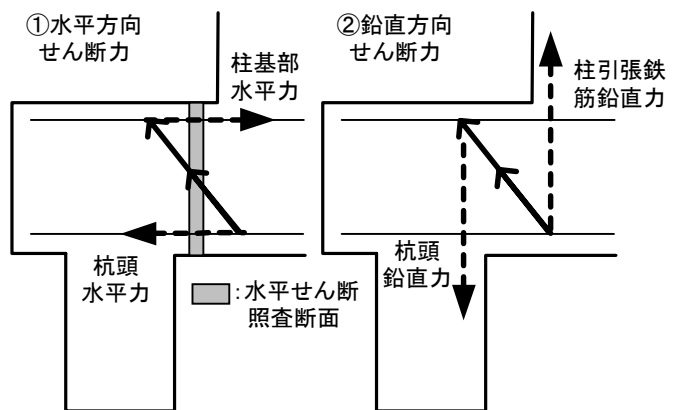 ①水平方向
せん断力
柱基部
水平力
杭頭
水平力
:水平せん断
照査断面
②鉛直方向
せん断力
柱引張鉄
筋鉛直力
杭頭
鉛直力